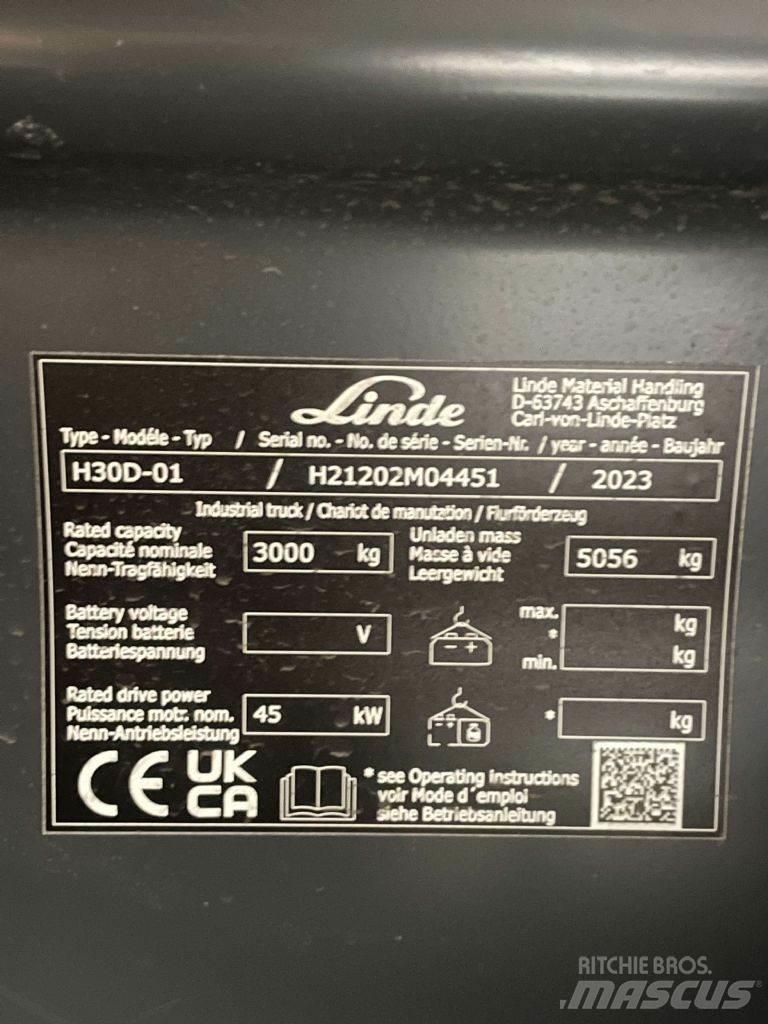 Linde
Linde Material Handling
D-63743 Aschaffenburg
Carl-von-Linde-Platz
Type - Modéle - Typ / Serial no. - No. de série - Serien-Nr. / year - année - Baujahr
H30D-01 / H21202M04451 / 2023
Industrial truck / Chariot de manutation / Flurförderzeug
Rated capacity
Capacité nominale
Nenn-Tragfähigkeit
3000 kg
Unladen mass
Masse à vide
Leergewicht
5056 kg
Battery voltage
Tension batterie
Batteriespannung
V
- +
max. kg
*
min. kg
Rated drive power
Puissance motr. nom.
Nenn-Antriebsleistung
45 kW
* kg
CE UK
CA
* see Operating instructions
voir Mode d´emploi
siehe Betriebsanleitung
RITCHIE BROS.
MASCUS